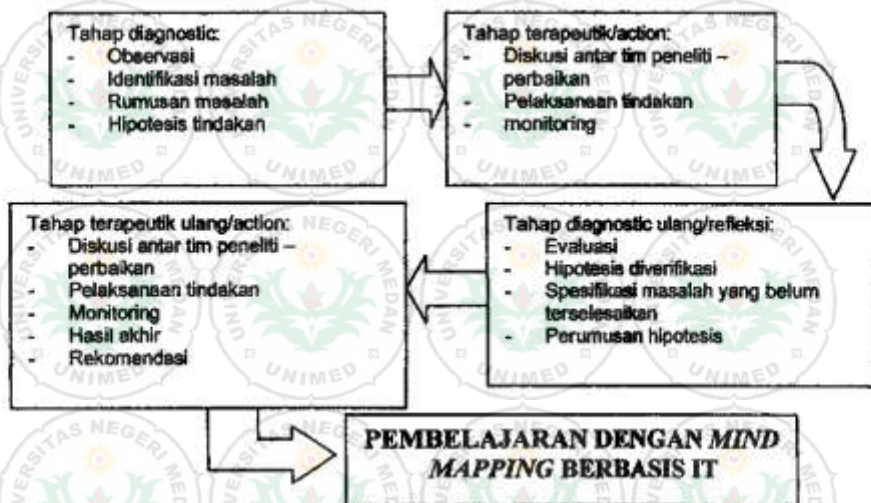 Tahap diagnostic:
- Observasi
- Identifikasi masalah
- Rumusan masalah
- Hipotesis tindakan
Tahap terapeutik/action:
- Diskusi antar tim peneliti –
perbaikan
- Pelaksanaan tindakan
- monitoring
Tahap diagnostic ulang/refleksi:
- Evaluasi
- Hipotesis diverifikasi
- Spesifikasi masalah yang belum
terselesaikan
- Perumusan hipotesis
Tahap terapeutik ulang/action:
- Diskusi antar tim peneliti –
perbaikan
- Pelaksanaan tindakan
- Monitoring
- Hasil akhir
- Rekomendasi
PEMBELAJARAN DENGAN MIND
MAPPING BERBASIS IT